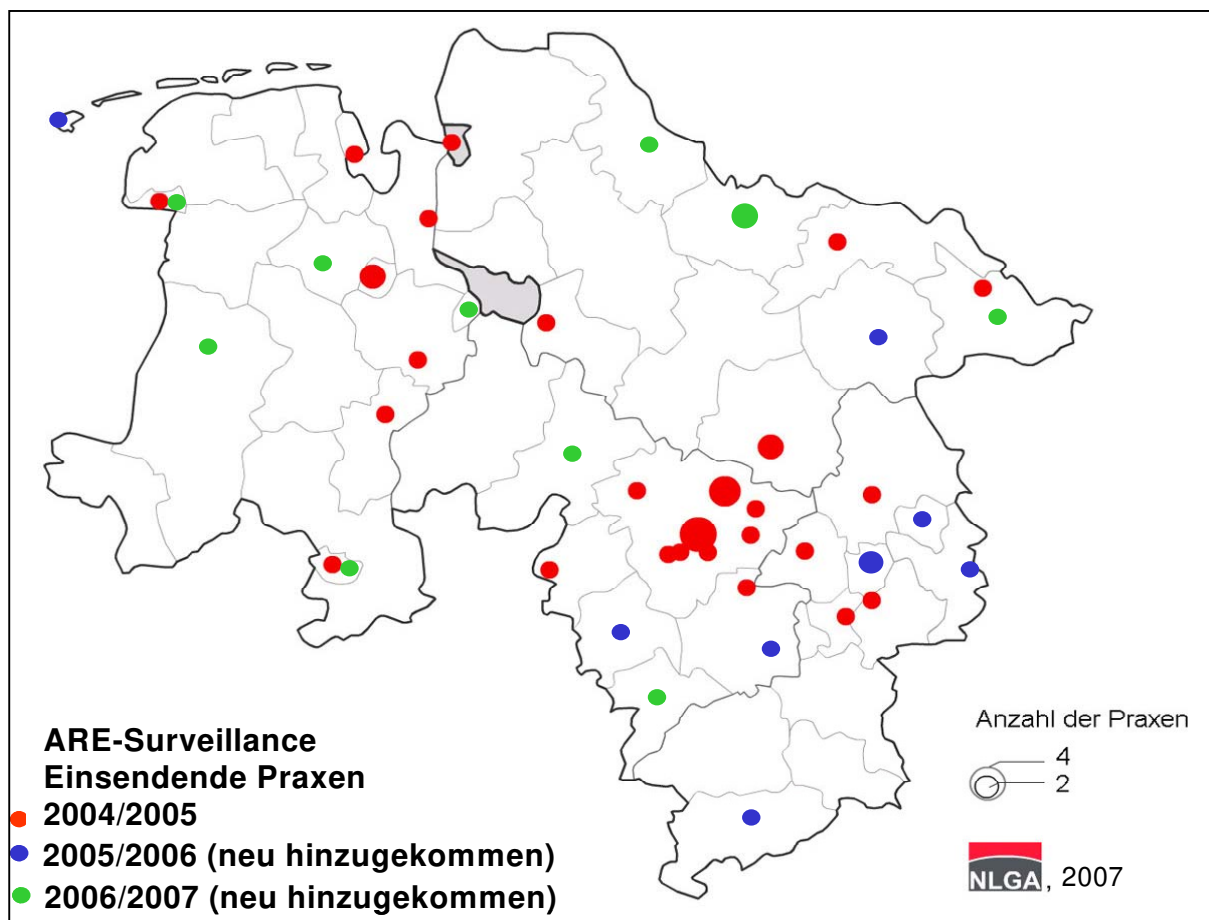 ARE-Surveillance
Einsendende Praxen
2004/2005
2005/2006 (neu hinzugekommen)
2006/2007 (neu hinzugekommen)
Anzahl der Praxen
4
2
NLGA, 2007